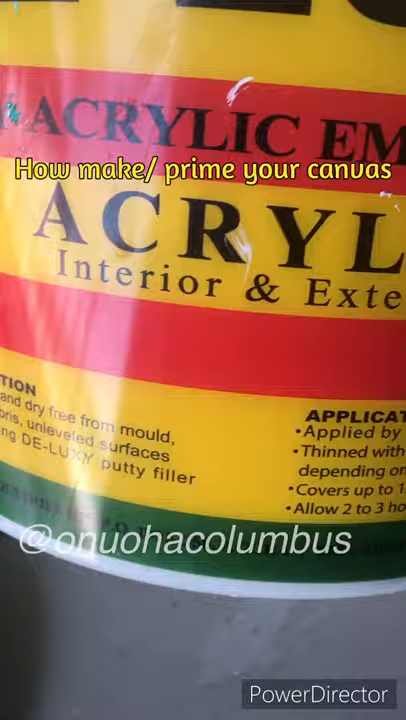 ACRYLIC EM
How make/ prime your canvas
ACRYL
Interior & Exte
TION
and dry free from mould,
bris, unleveled surfaces
ng DE-LUXY putty filler
APPLICAT
•Applied by
•Thinned with
depending on
•Covers up to 1
•Allow 2 to 3 ho
@onuohacolumbus
PowerDirector